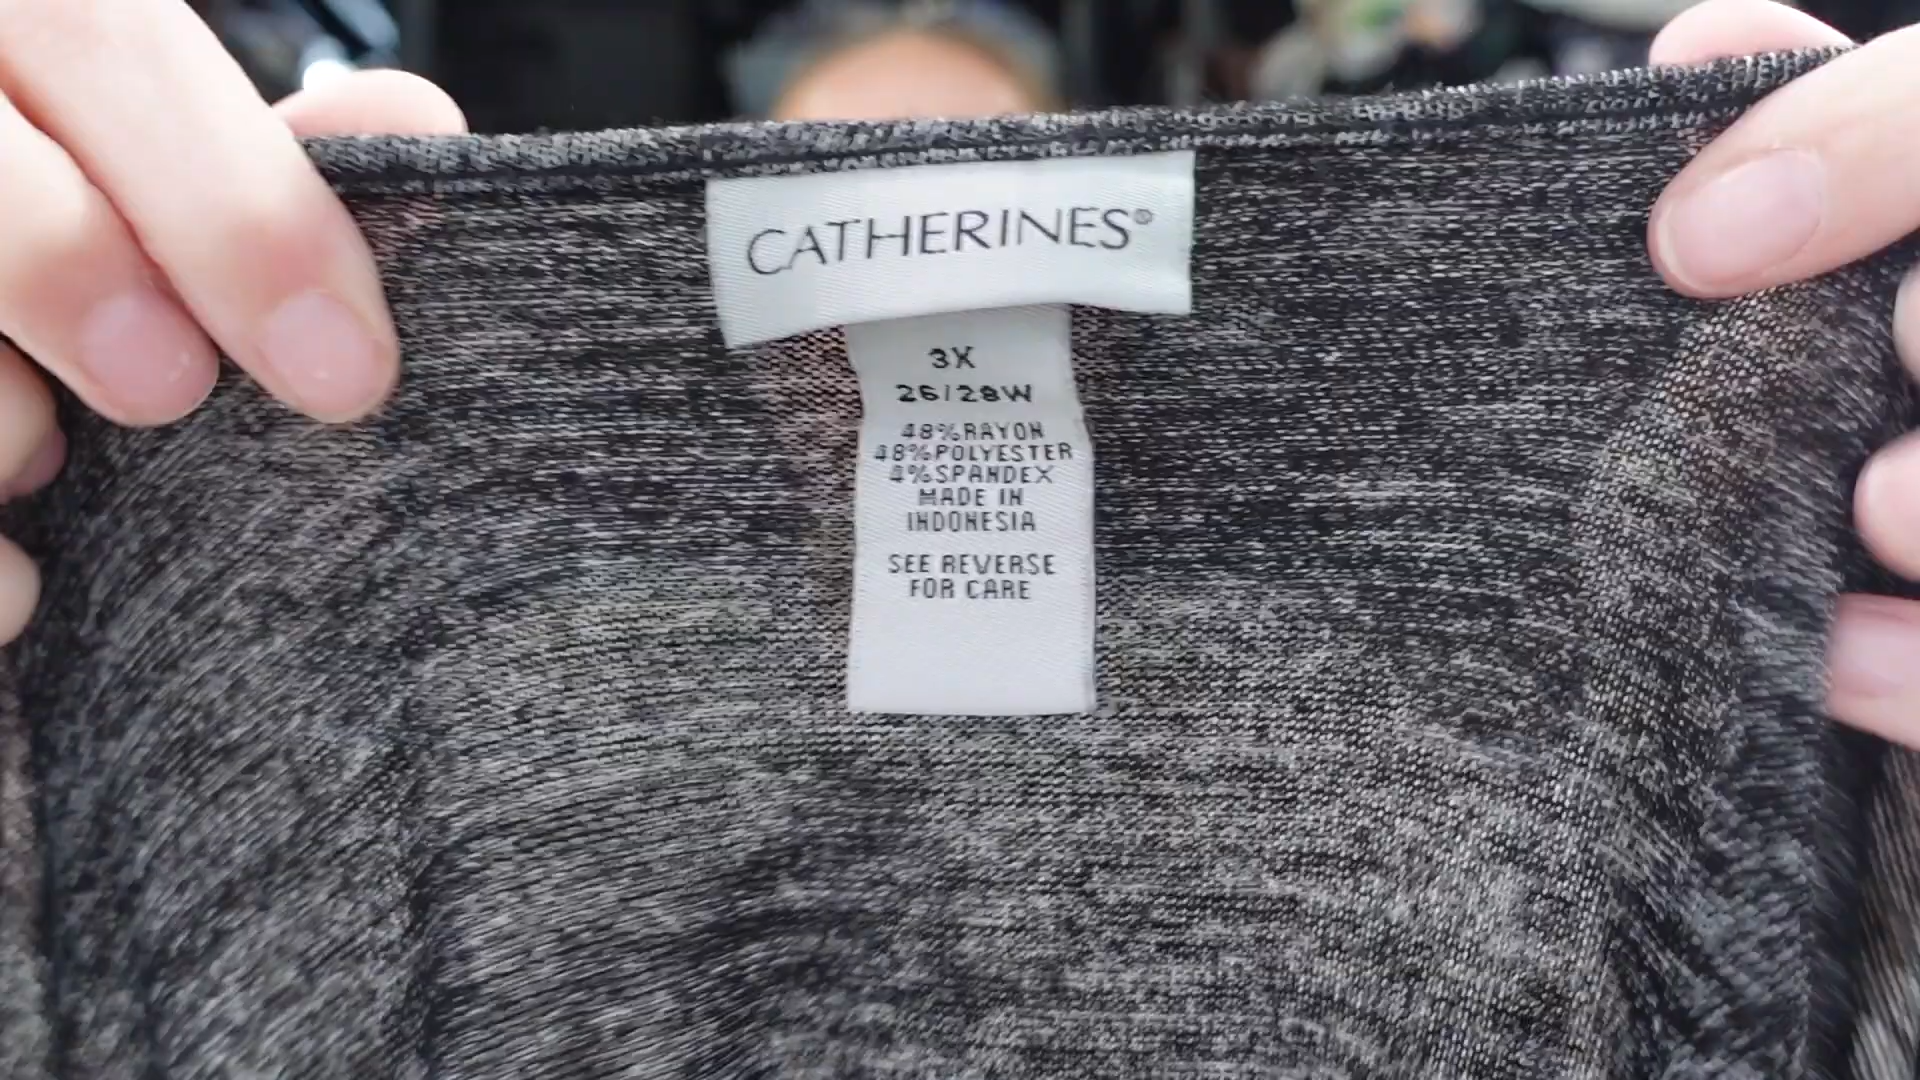 CATHERINES®
3X
26/28W
48%RAYON
48%POLYESTER
4%SPANDEX
MADE IN
INDONESIA
SEE REVERSE
FOR CARE